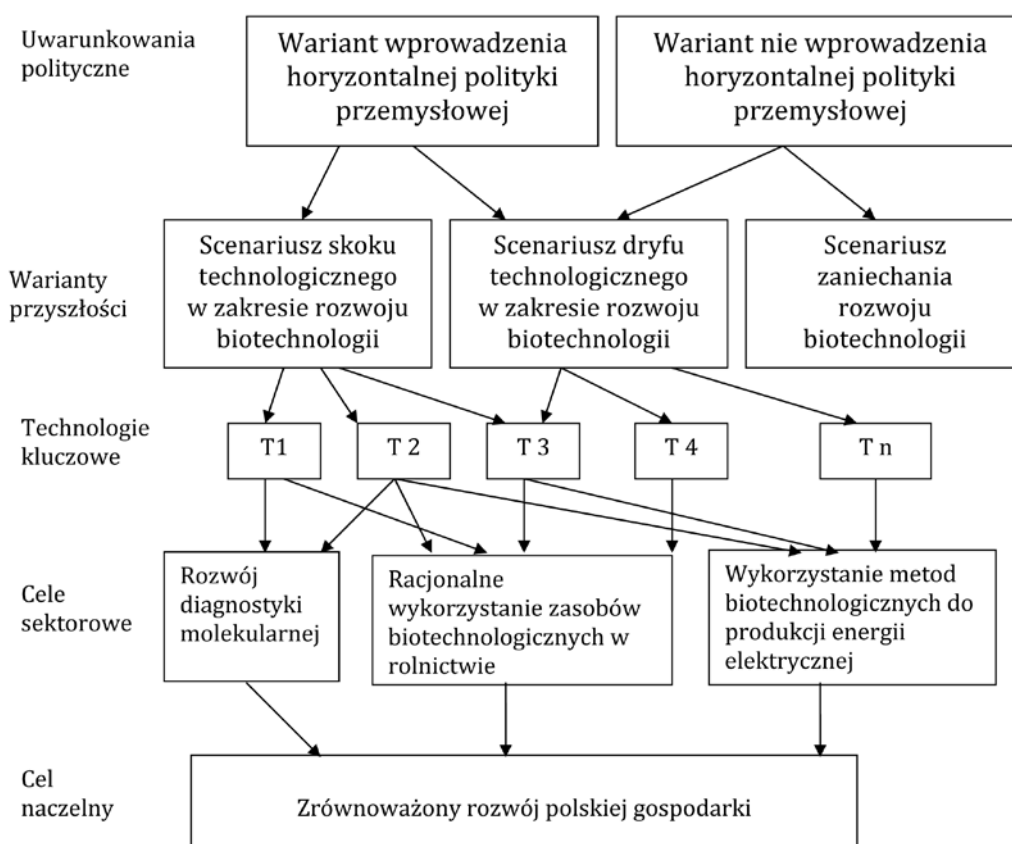 Uwarunkowania
polityczne
Wariant wprowadzenia
horyzontalnej polityki
przemysłowej
Wariant nie wprowadzenia
horyzontalnej polityki
przemysłowej
Warianty
przyszłości
Scenariusz skoku
technologicznego
w zakresie rozwoju
biotechnologii
Scenariusz dryfu
technologicznego
w zakresie rozwoju
biotechnologii
Scenariusz
zaniechania
rozwoju
biotechnologii
Technologie
kluczowe
T1
T 2
T 3
T 4
T n
Cele
sektorowe
Rozwój
diagnostyki
molekularnej
Racjonalne
wykorzystanie zasobów
biotechnologicznych w
rolnictwie
Wykorzystanie metod
biotechnologicznych do
produkcji energii
elektrycznej
Cel
naczelny
Zrównoważony rozwój polskiej gospodarki